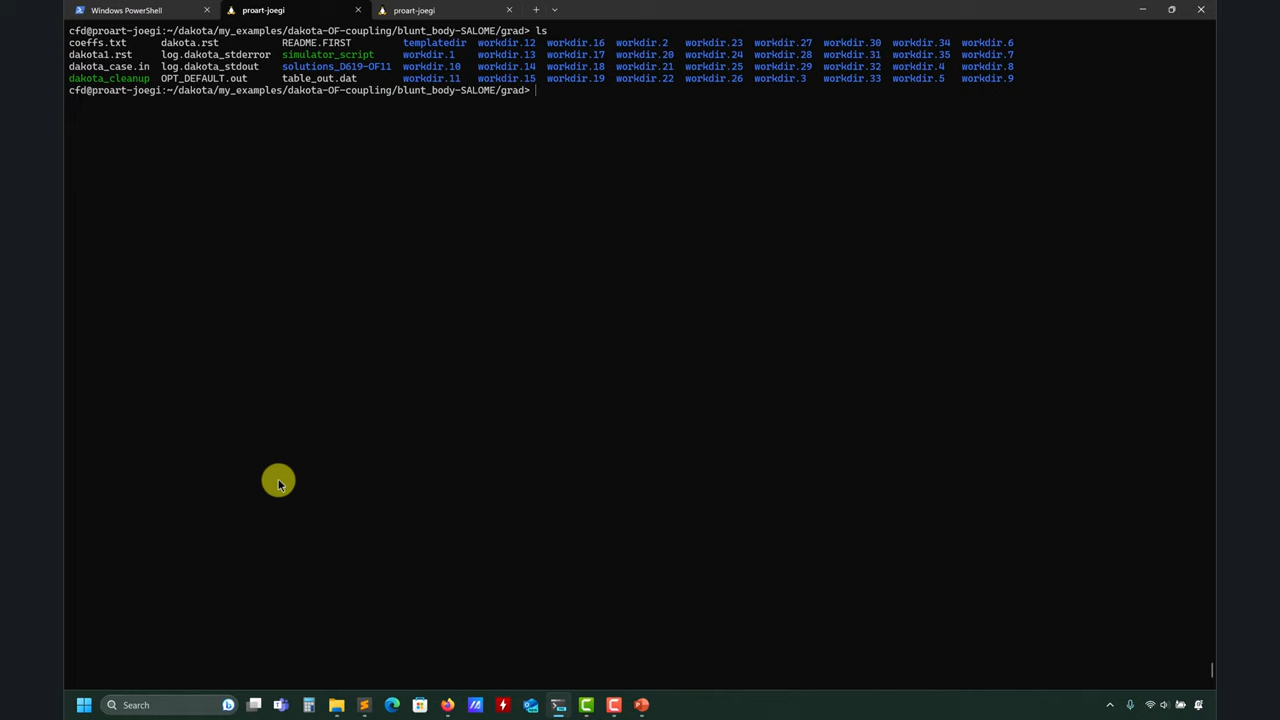 Windows PowerShell proart-joegi proart-joegi
cfd@proart-joegi:~/dakota/my_examples/dakota-OF-coupling/blunt_body-SALOME/grad> ls
coeffs.txt dakota.rst README.FIRST templatedir workdir.12 workdir.16 workdir.2 workdir.23 workdir.27 workdir.30 workdir.34 workdir.6
dakota1.rst log.dakota_stderror simulator_script workdir.1 workdir.13 workdir.17 workdir.20 workdir.24 workdir.28 workdir.31 workdir.35 workdir.7
dakota_case.in log.dakota_stdout solutions_D619-OF11 workdir.10 workdir.14 workdir.18 workdir.21 workdir.25 workdir.29 workdir.32 workdir.4 workdir.8
dakota_cleanup OPT_DEFAULT.out table_out.dat workdir.11 workdir.15 workdir.19 workdir.22 workdir.26 workdir.3 workdir.33 workdir.5 workdir.9
cfd@proart-joegi:~/dakota/my_examples/dakota-OF-coupling/blunt_body-SALOME/grad>
Search